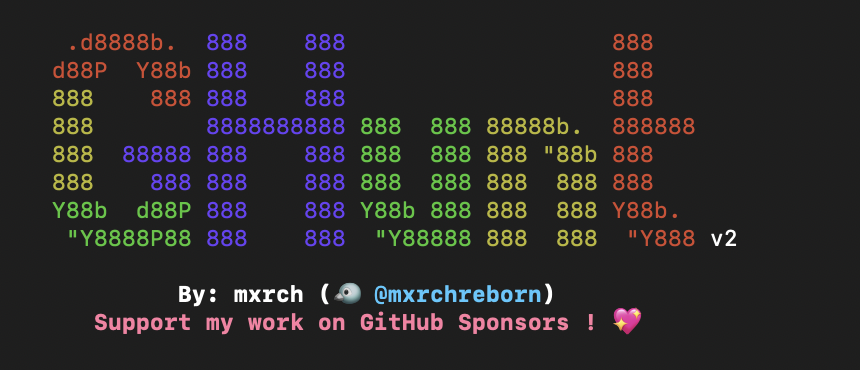 .d8888b.  888    888                   888
d88P  Y88b 888    888                   888
888    888 888    888                   888
888        8888888888 888  888 88888b.  888888
888  88888 888    888 888  888 888 "88b 888
888    888 888    888 888  888 888  888 888
Y88b  d88P 888    888 Y88b 888 888  888 Y88b.
 "Y8888P88 888    888  "Y88888 888  888  "Y888 v2
By: mxrch (🐦 @mxrchreborn)
Support my work on GitHub Sponsors ! 💖